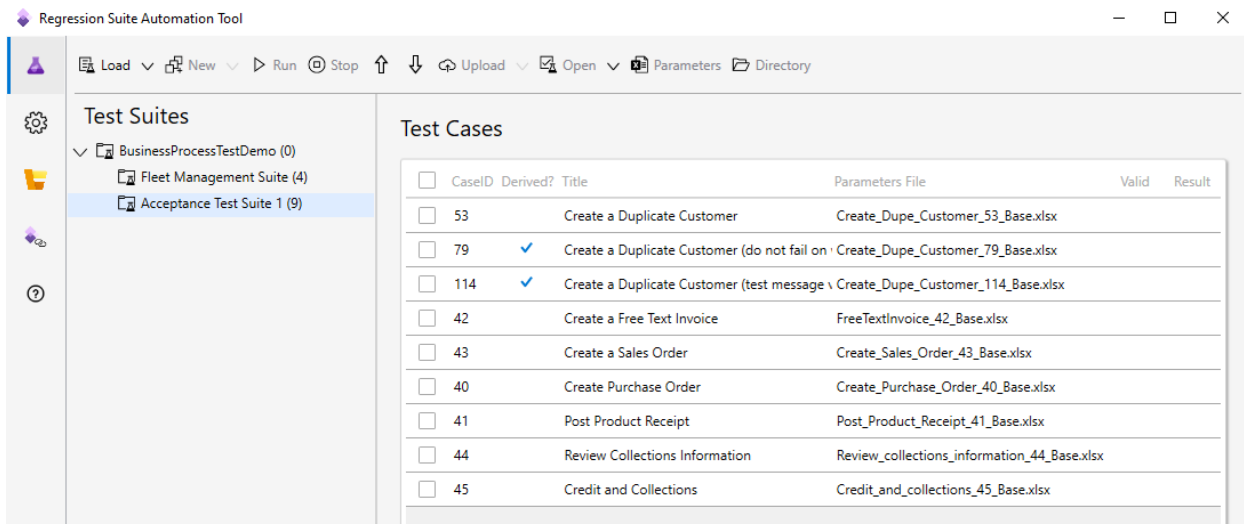 Regression Suite Automation Tool
Load New Run Stop Upload Open Parameters Directory
Test Suites
BusinessProcessTestDemo (0)
Fleet Management Suite (4)
Acceptance Test Suite 1 (9)
Test Cases
CaseID Derived? Title Parameters File Valid Result
53 Create a Duplicate Customer Create_Dupe_Customer_53_Base.xlsx
79 Create a Duplicate Customer (do not fail on Create_Dupe_Customer_79_Base.xlsx
114 Create a Duplicate Customer (test message Create_Dupe_Customer_114_Base.xlsx
42 Create a Free Text Invoice FreeTextInvoice_42_Base.xlsx
43 Create a Sales Order Create_Sales_Order_43_Base.xlsx
40 Create Purchase Order Create_Purchase_Order_40_Base.xlsx
41 Post Product Receipt Post_Product_Receipt_41_Base.xlsx
44 Review Collections Information Review_collections_information_44_Base.xlsx
45 Credit and Collections Credit_and_collections_45_Base.xlsx